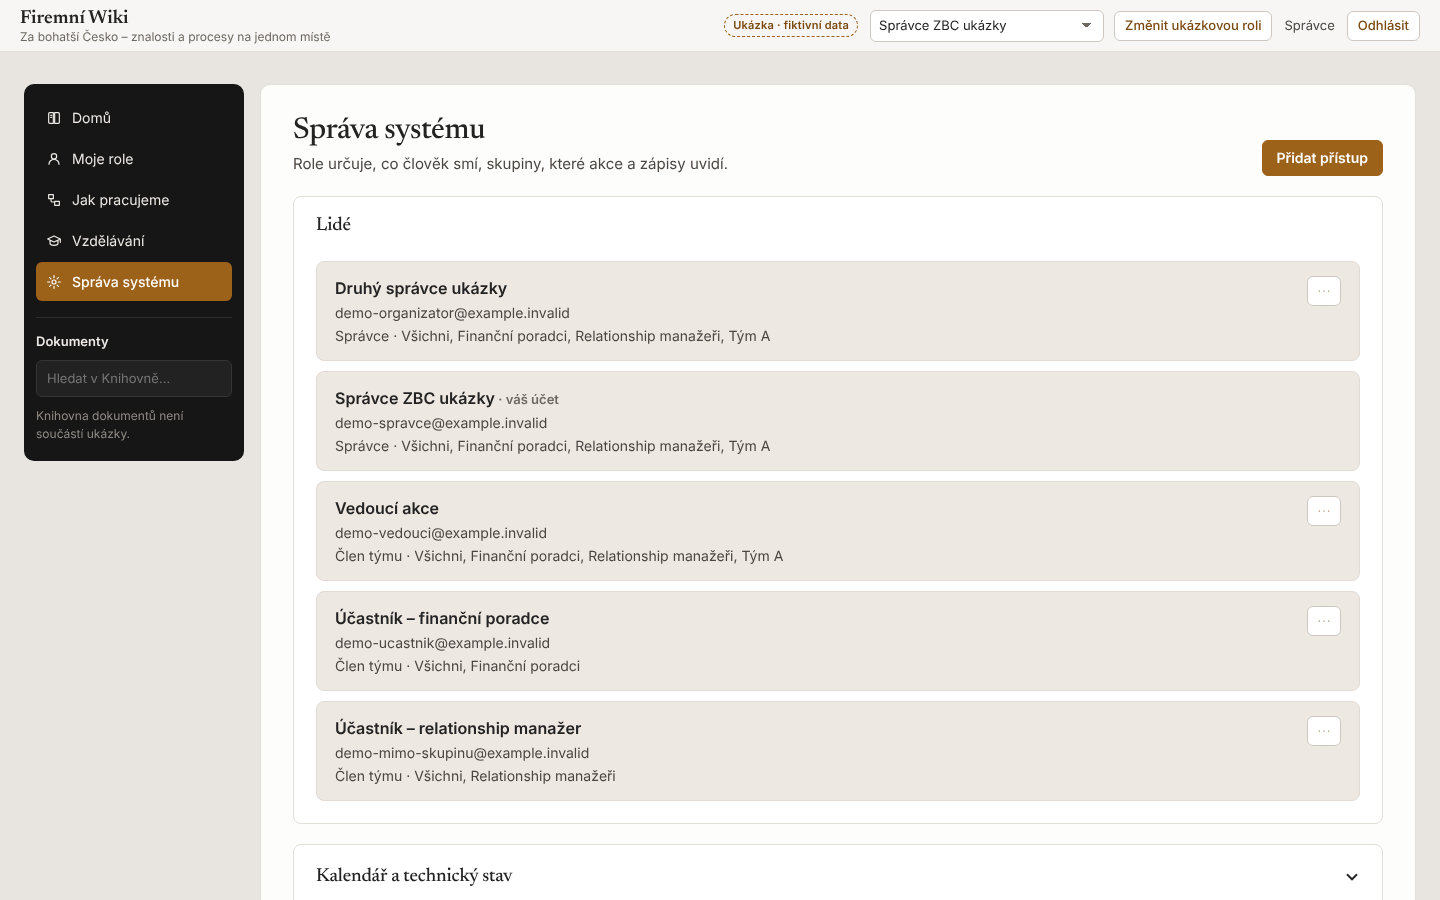 Firemní Wiki
Za bohatší Česko – znalosti a procesy na jednom místě
Ukázka · fiktivní data
Správce ZBC ukázky
Změnit ukázkovou roli
Správce
Odhlásit
Domů
Moje role
Jak pracujeme
Vzdělávání
Správa systému
Dokumenty
Hledat v Knihovně...
Knihovna dokumentů není
součástí ukázky.
Správa systému
Role určuje, co člověk smí, skupiny, které akce a zápisy uvidí.
Přidat přístup
Lidé
Druhý správce ukázky
demo-organizator@example.invalid
Správce · Všichni, Finanční poradci, Relationship manažeři, Tým A
···
Správce ZBC ukázky · váš účet
demo-spravce@example.invalid
Správce · Všichni, Finanční poradci, Relationship manažeři, Tým A
Vedoucí akce
demo-vedouci@example.invalid
Člen týmu · Všichni, Finanční poradci, Relationship manažeři, Tým A
···
Účastník – finanční poradce
demo-ucastnik@example.invalid
Člen týmu · Všichni, Finanční poradci
···
Účastník – relationship manažer
demo-mimo-skupinu@example.invalid
Člen týmu · Všichni, Relationship manažeři
···
Kalendář a technický stav